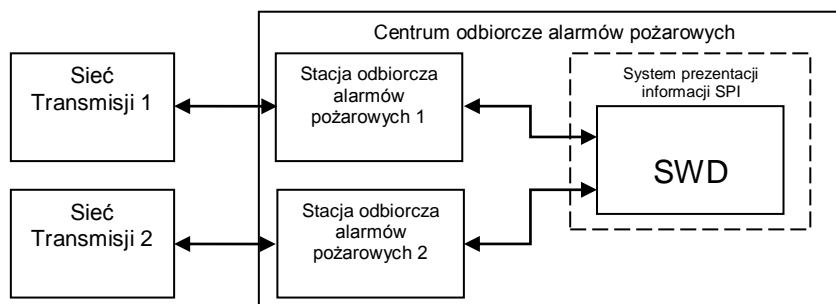 Centrum odbiorcze alarmów pożarowych
Sieć
Transmisji 1
Stacja odbiorcza
alarmów
pożarowych 1
System prezentacji
informacji SPI
SWD
Sieć
Transmisji 2
Stacja odbiorcza
alarmów
pożarowych 2